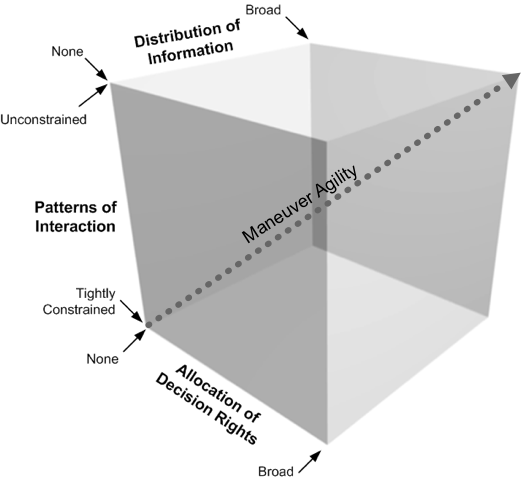 Broad
Distribution of
Information
None
Unconstrained
Maneuver Agility
Patterns of
Interaction
Tightly
Constrained
None
Allocation of
Decision Rights
Broad